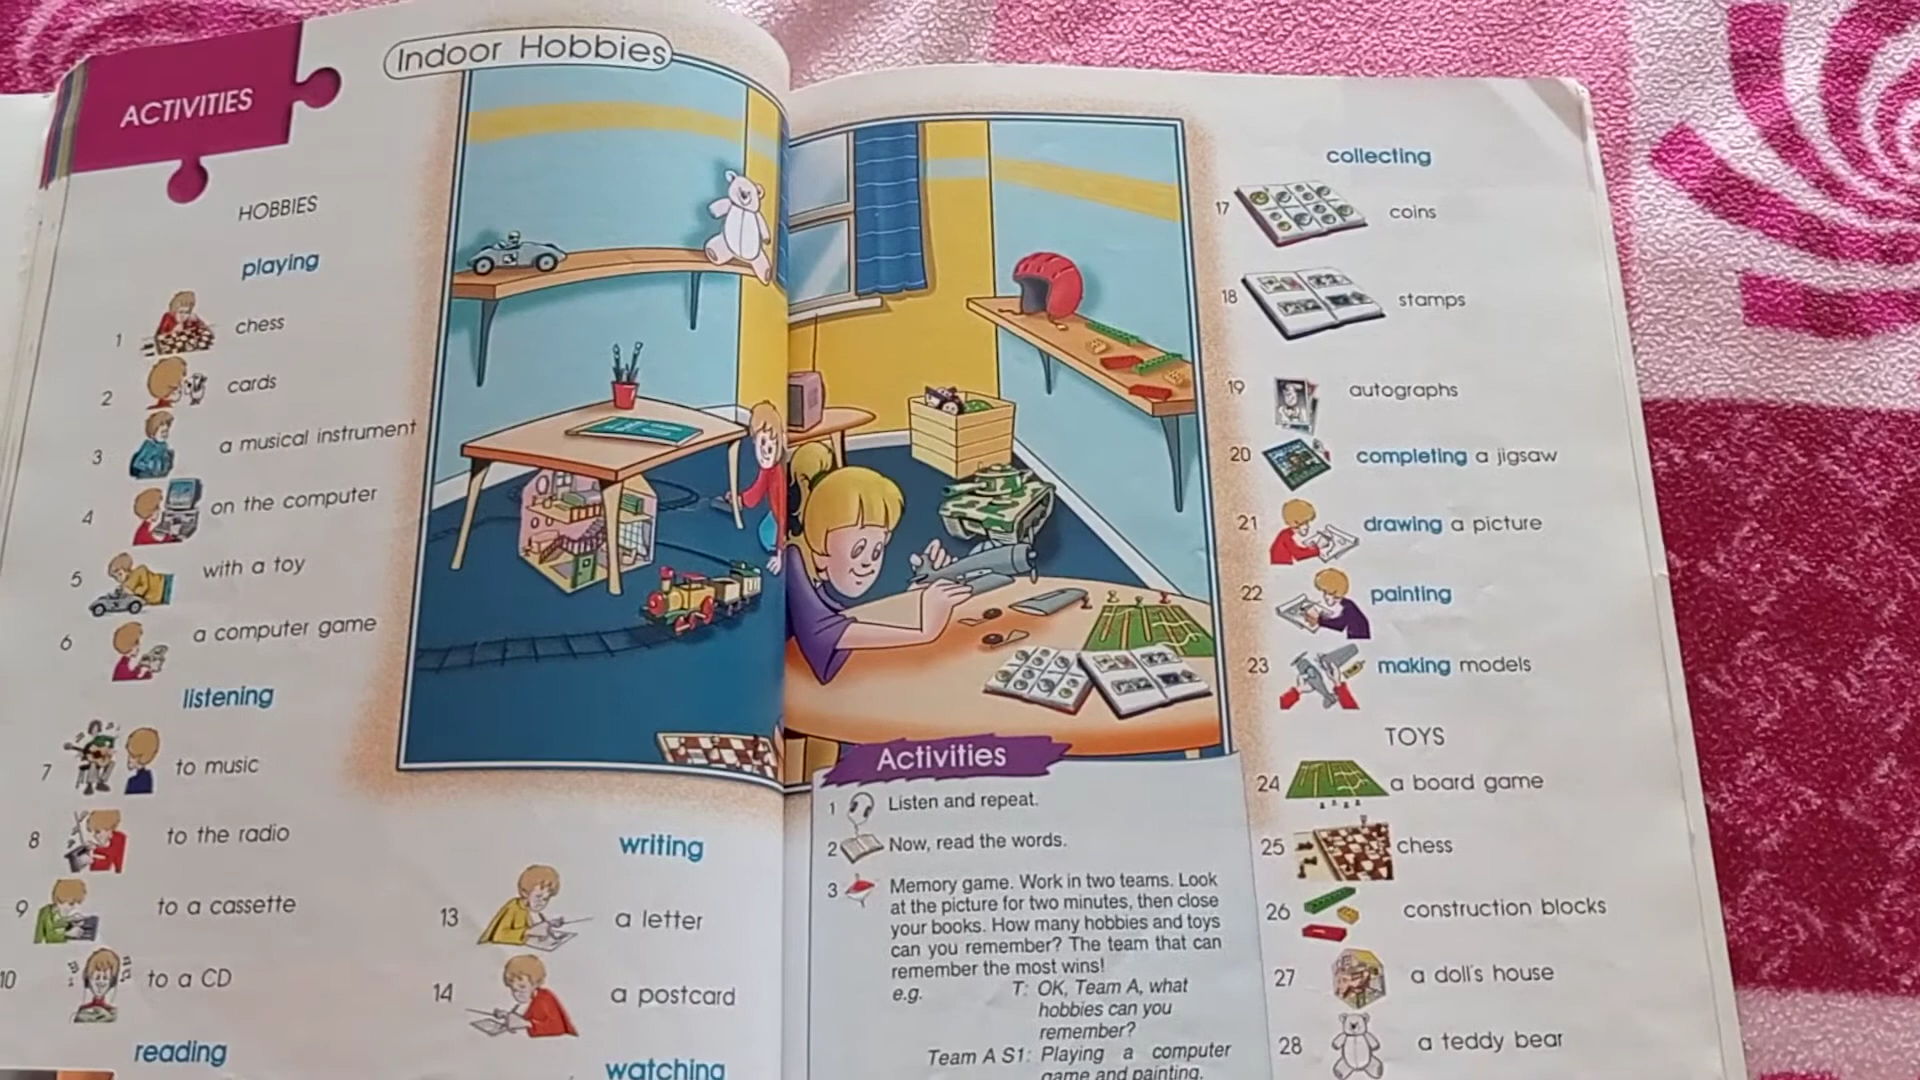 ACTIVITIES
Indoor Hobbies
HOBBIES
playing
1 chess
2 cards
3 a musical instrument
4 on the computer
5 with a toy
6 a computer game
listening
7 to music
8 to the radio
9 to a cassette
10 to a CD
reading
writing
13 a letter
14 a postcard
watching
Activities
1 Listen and repeat.
2 Now, read the words.
3 Memory game. Work in two teams. Look
at the picture for two minutes, then close
your books. How many hobbies and toys
can you remember? The team that can
remember the most wins!
e.g. T: OK, Team A, what
hobbies can you
remember?
Team A S1: Playing a computer
game and painting.
collecting
17 coins
18 stamps
19 autographs
20 completing a jigsaw
21 drawing a picture
22 painting
23 making models
TOYS
24 a board game
25 chess
26 construction blocks
27 a doll's house
28 a teddy bear